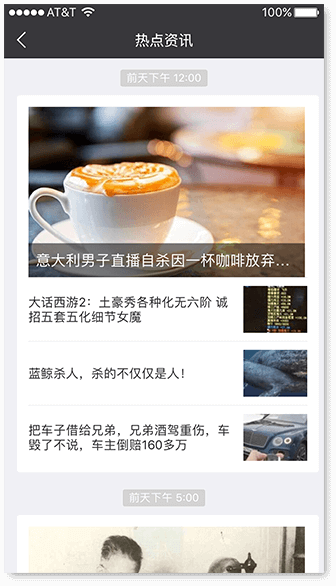 AT&T 100%
热点资讯
前天下午 12:00
意大利男子直播自杀因一杯咖啡放弃...
大话西游2：土豪秀各种化无六阶 诚
招五套五化细节女魔
蓝鲸杀人，杀的不仅仅是人！
把车子借给兄弟，兄弟酒驾重伤，车
毁了不说，车主倒赔160多万
前天下午 5:00